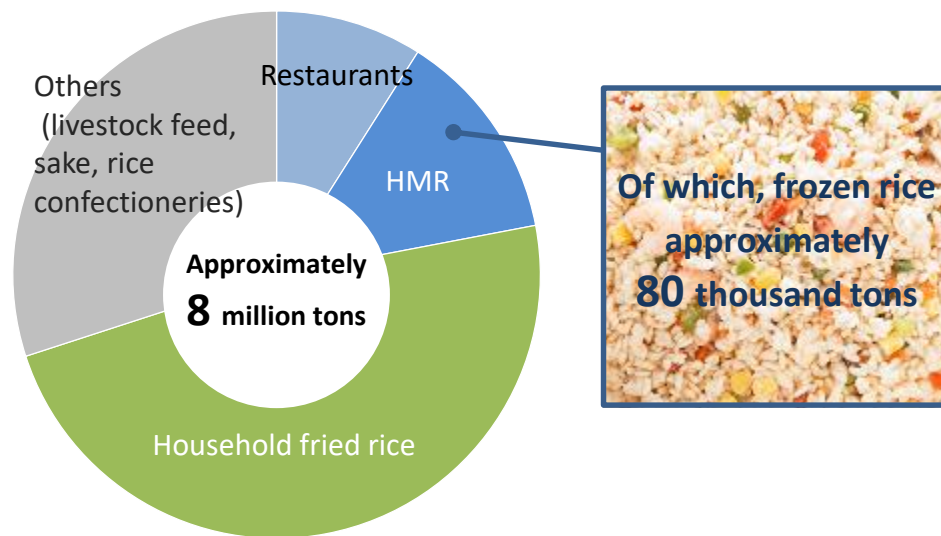 Restaurants
Others
(livestock feed,
sake, rice
confectioneries)
HMR
Of which, frozen rice
approximately
80 thousand tons
Approximately
8 million tons
Household fried rice